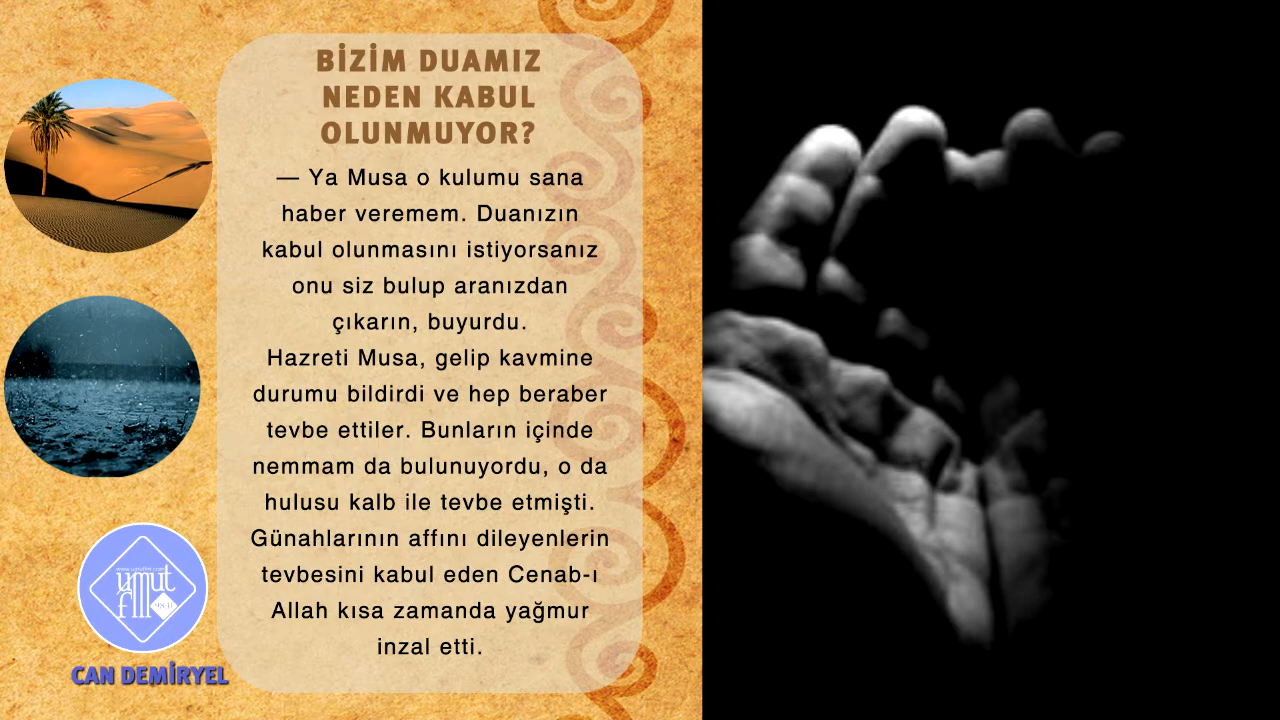 BİZİM DUAMIZ
NEDEN KABUL
OLUNMUYOR?
— Ya Musa o kulumu sana
haber veremem. Duanızın
kabul olunmasını istiyorsanız
onu siz bulup aranızdan
çıkarın, buyurdu.
Hazreti Musa, gelip kavmine
durumu bildirdi ve hep beraber
tevbe ettiler. Bunların içinde
nemmam da bulunuyordu, o da
hulusu kalb ile tevbe etmişti.
Günahlarının affını dileyenlerin
tevbesini kabul eden Cenab-ı
Allah kısa zamanda yağmur
inzal etti.
umut
fm
CAN DEMİRYEL